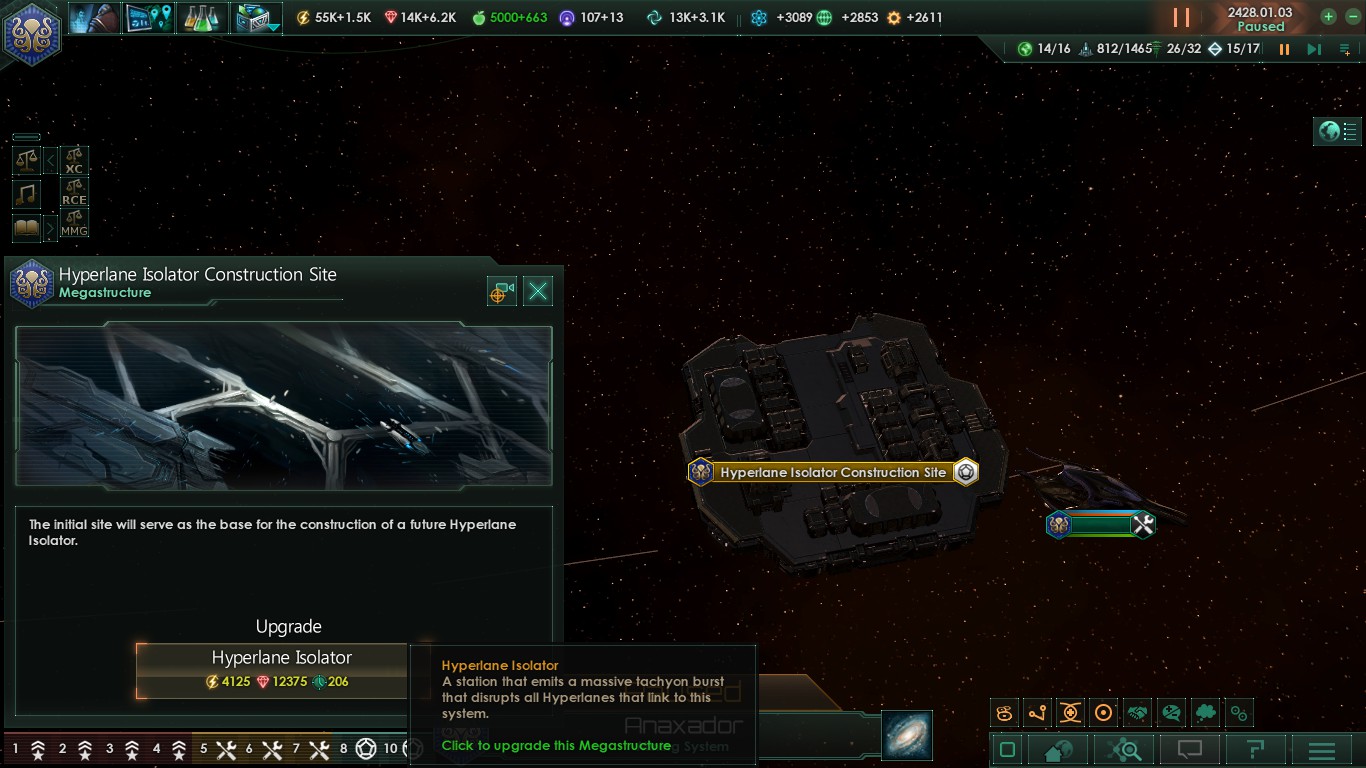 55K+1.5K 14K+6.2K 5000+663 107+13 13K+3.1K +3089 +2853 +2611
2428.01.03
Paused
14/16 812/1465 26/32 15/17
XC
RCE
MMG
Hyperlane Isolator Construction Site
Megastructure
The initial site will serve as the base for the construction of a future Hyperlane
Isolator.
Upgrade
Hyperlane Isolator
4125 12375 206
Hyperlane Isolator Construction Site
Hyperlane Isolator
A station that emits a massive tachyon burst
that disrupts all Hyperlanes that link to this
system.
Click to upgrade this Megastructure
Anaxador
System
1 2 3 4 5 6 7 8 10